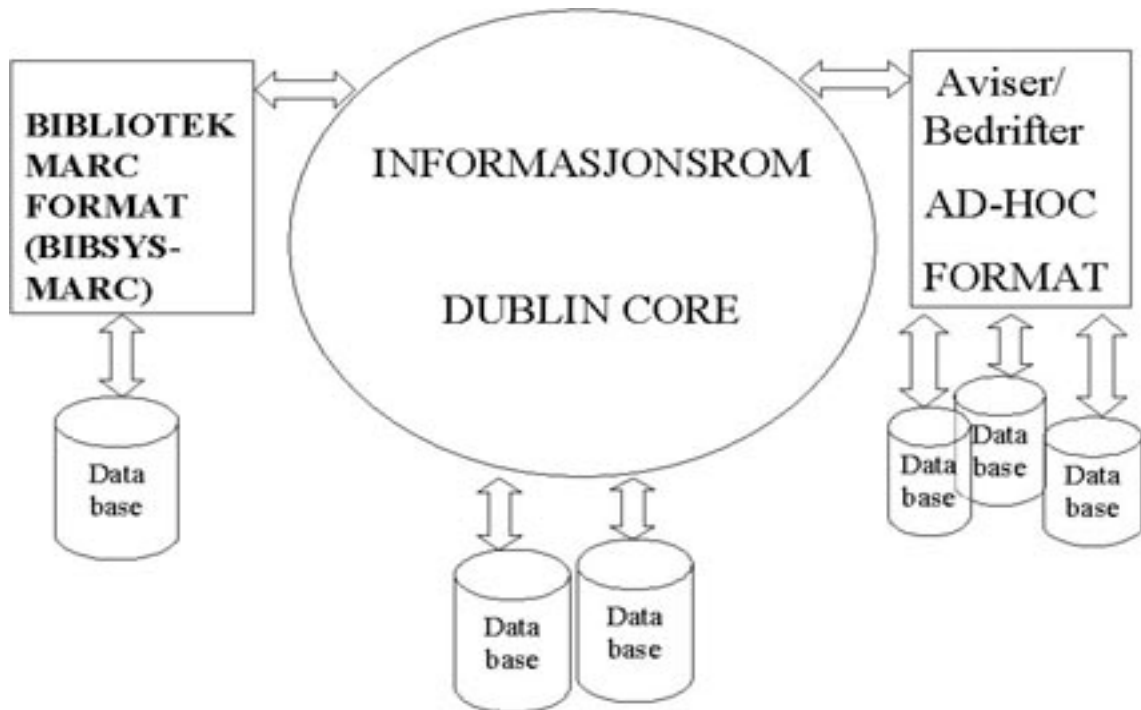 BIBLIOTEK
MARC
FORMAT
(BIBSYS-
MARC)
INFORMASJONSROM
DUBLIN CORE
Aviser/
Bedrifter
AD-HOC
FORMAT
Data
base
Data
base
Data
base
Data
base
Data
base
Data
base